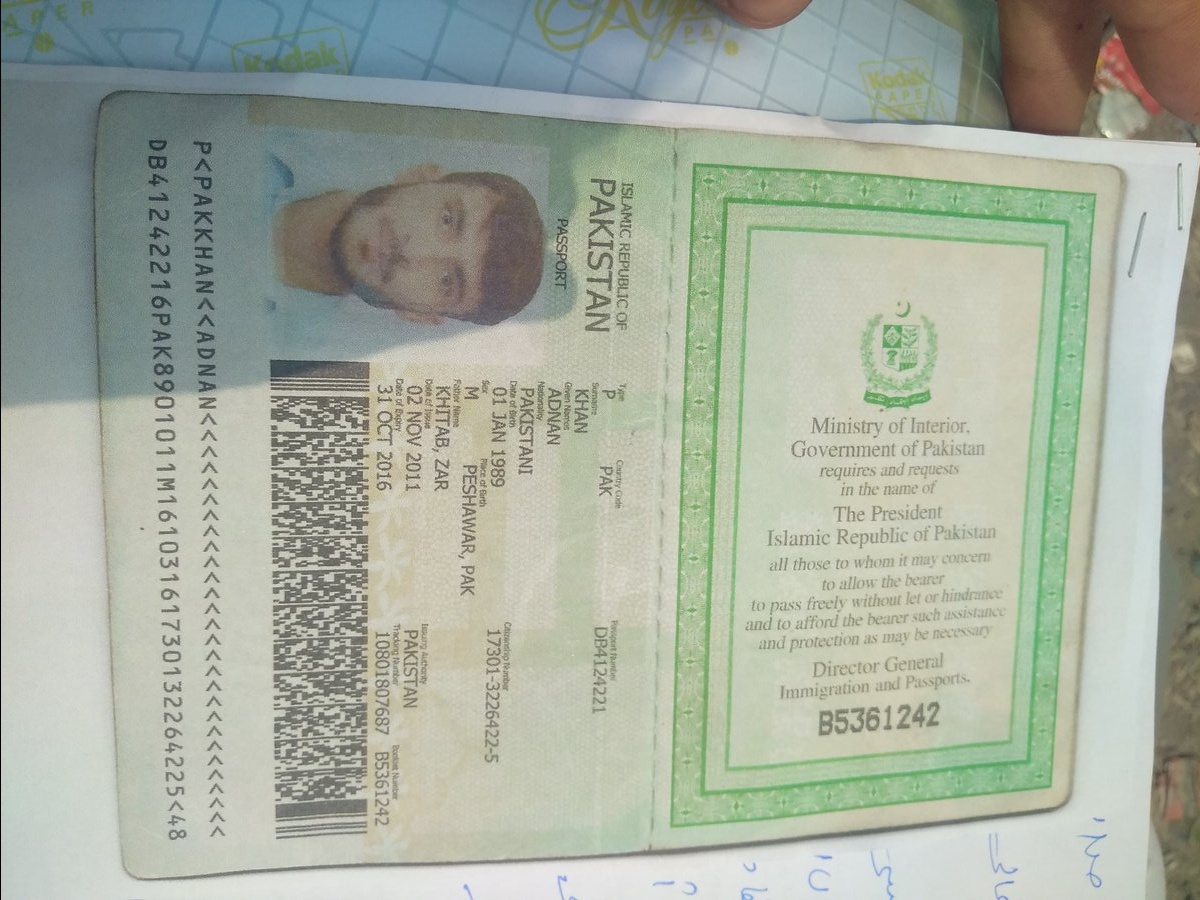 Kodak
Royal
PA
Kodak
APER
Ministry of Interior,
Government of Pakistan
requires and requests
in the name of
The President
Islamic Republic of Pakistan
all those to whom it may concern
to allow the bearer
to pass freely without let or hindrance
and to afford the bearer such assistance
and protection as may be necessary
Director General
Immigration and Passports.
B5361242
ISLAMIC REPUBLIC OF
PAKISTAN
PASSPORT
Type Country Code Passport Number
P PAK DB4124221
Surname
KHAN
Given Names
ADNAN
Nationality
PAKISTANI
Date of Birth Citizenship Number
01 JAN 1989 17301-3226422-5
Sex Place of Birth
M PESHAWAR, PAK
Father Name
KHITAB, ZAR
Date of Issue Issuing Authority
02 NOV 2011 PAKISTAN
Date of Expiry Tracking Number Booklet Number
31 OCT 2016 10801807687 B5361242
P<PAKKHAN<<ADNAN<<<<<<<<<<<<<<<<<<<<<<<<<<<<
DB41242216PAK8901011M16103161730132264225<48